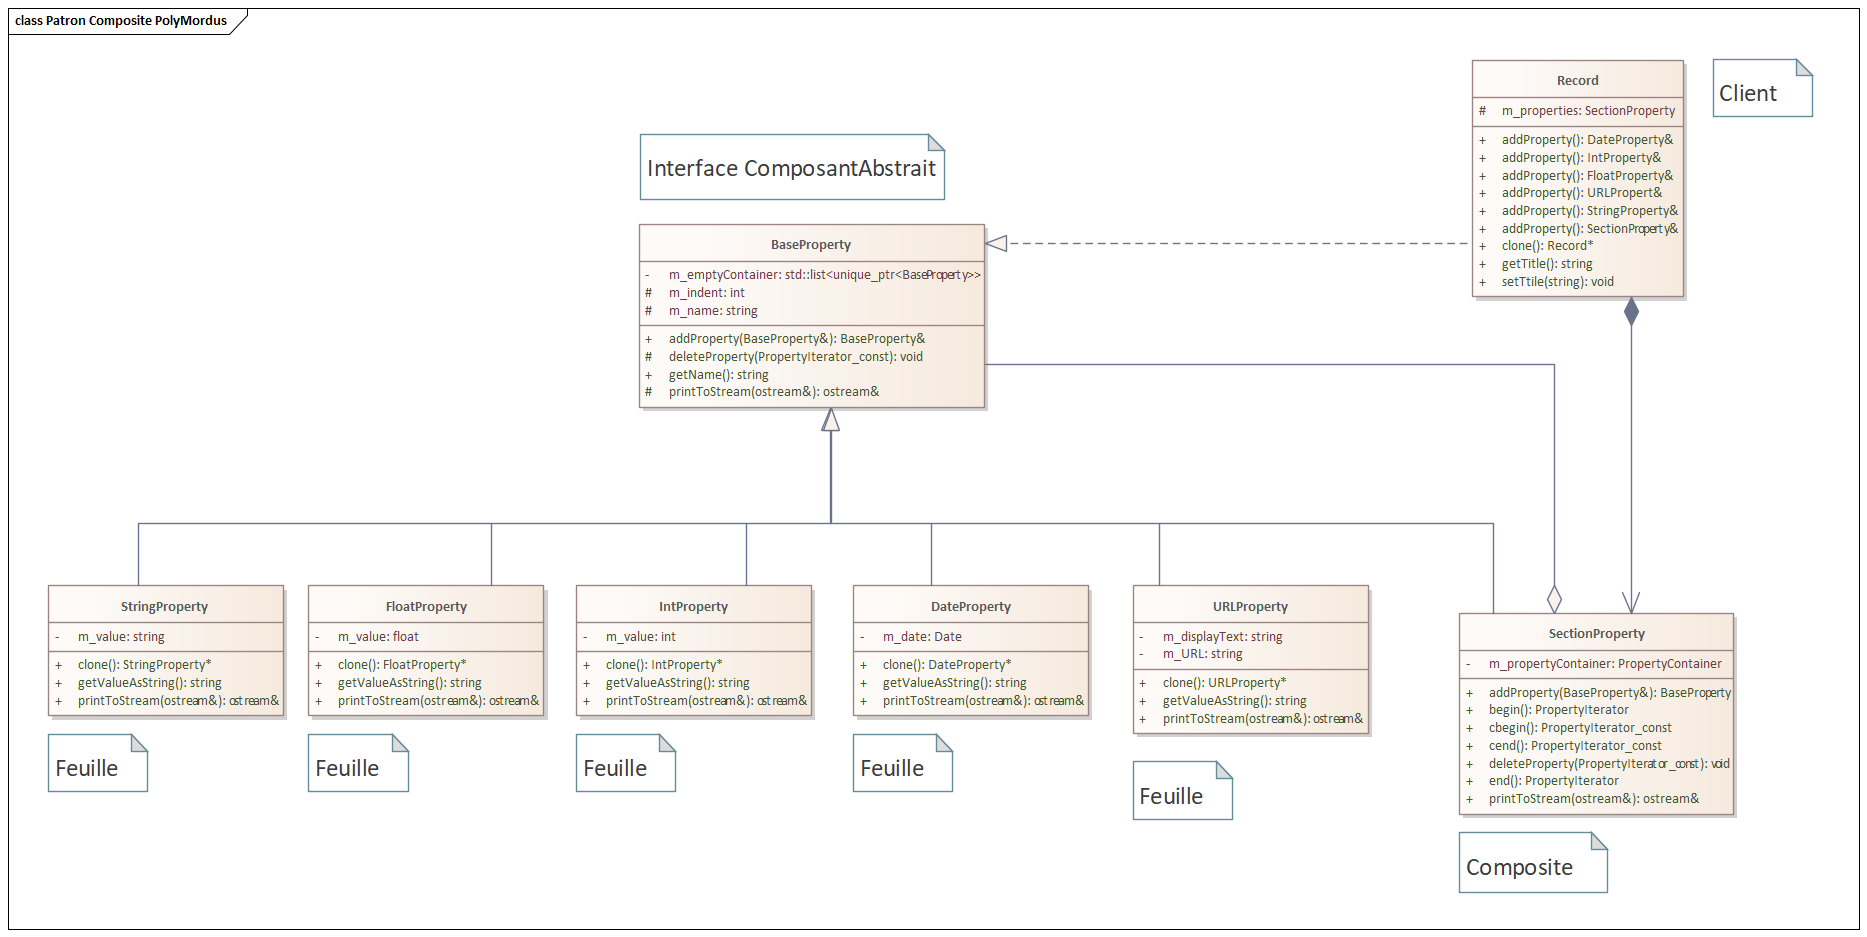 class Patron Composite PolyMordus
Record
# m_properties: SectionProperty
+ addProperty(): DateProperty&
+ addProperty(): IntProperty&
+ addProperty(): FloatProperty&
+ addProperty(): URLPropert&
+ addProperty(): StringProperty&
+ addProperty(): SectionProperty&
+ clone(): Record*
+ getTitle(): string
+ setTtile(string): void
Client
Interface ComposantAbstrait
BaseProperty
- m_emptyContainer: std::list<unique_ptr<BaseProperty>>
# m_indent: int
# m_name: string
+ addProperty(BaseProperty&): BaseProperty&
# deleteProperty(PropertyIterator_const): void
+ getName(): string
# printToStream(ostream&): ostream&
StringProperty
- m_value: string
+ clone(): StringProperty*
+ getValueAsString(): string
+ printToStream(ostream&): ostream&
Feuille
FloatProperty
- m_value: float
+ clone(): FloatProperty*
+ getValueAsString(): string
+ printToStream(ostream&): ostream&
Feuille
IntProperty
- m_value: int
+ clone(): IntProperty*
+ getValueAsString(): string
+ printToStream(ostream&): ostream&
Feuille
DateProperty
- m_date: Date
+ clone(): DateProperty*
+ getValueAsString(): string
+ printToStream(ostream&): ostream&
Feuille
URLProperty
- m_displayText: string
- m_URL: string
+ clone(): URLProperty*
+ getValueAsString(): string
+ printToStream(ostream&): ostream&
Feuille
SectionProperty
- m_propertyContainer: PropertyContainer
+ addProperty(BaseProperty&): BaseProperty
+ begin(): PropertyIterator
+ cbegin(): PropertyIterator_const
+ cend(): PropertyIterator_const
+ deleteProperty(PropertyIterator_const): void
+ end(): PropertyIterator
+ printToStream(ostream&): ostream&
Composite